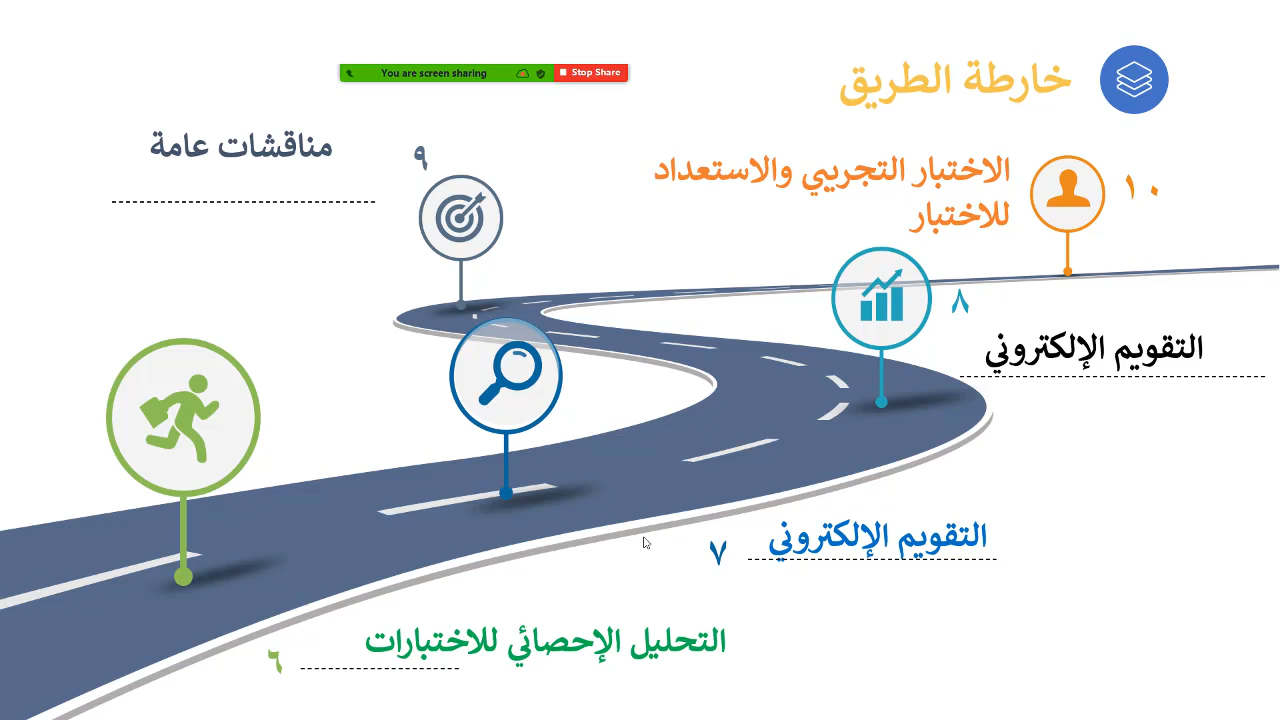 You are screen sharing
Stop Share
خارطة الطريق
١٠
الاختبار التجريبي والاستعداد
للاختبار
٩
مناقشات عامة
٨
التقويم الإلكتروني
٧
التقويم الإلكتروني
٦
التحليل الإحصائي للاختبارات